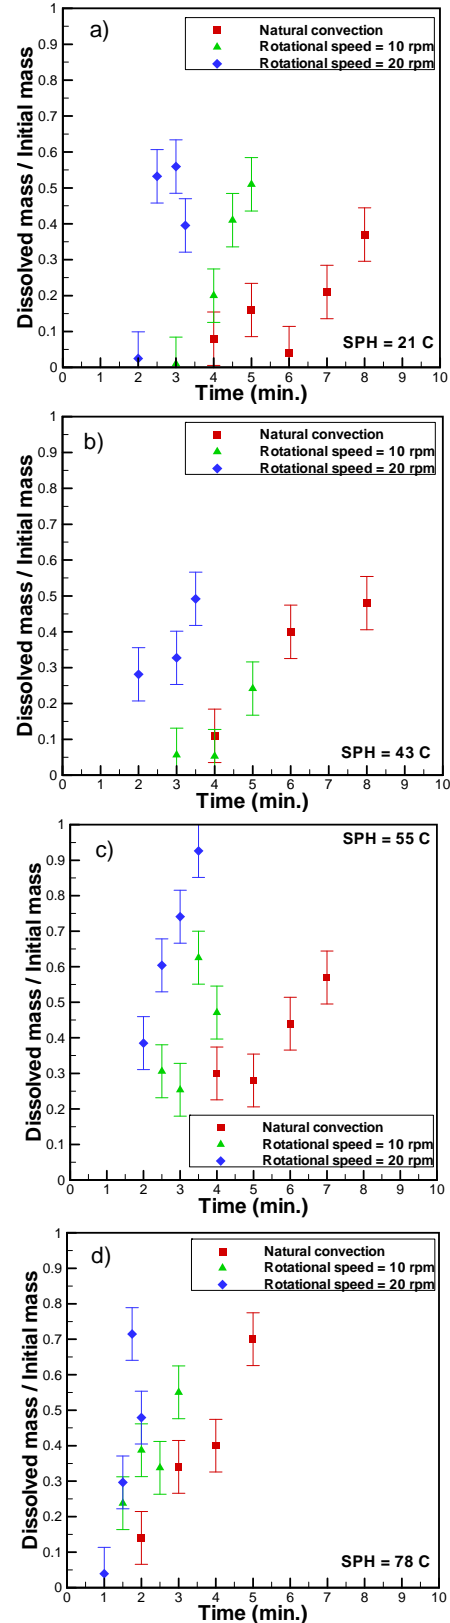 a)
Natural convection
Rotational speed = 10 rpm
Rotational speed = 20 rpm
Dissolved mass / Initial mass
1
0.9
0.8
0.7
0.6
0.5
0.4
0.3
0.2
0.1
0
SPH = 21 C
0 1 2 3 4 5 6 7 8 9 10
Time (min.)
b)
Natural convection
Rotational speed = 10 rpm
Rotational speed = 20 rpm
Dissolved mass / Initial mass
1
0.9
0.8
0.7
0.6
0.5
0.4
0.3
0.2
0.1
0
SPH = 43 C
0 1 2 3 4 5 6 7 8 9 10
Time (min.)
c)
SPH = 55 C
Dissolved mass / Initial mass
1
0.9
0.8
0.7
0.6
0.5
0.4
0.3
0.2
0.1
0
Natural convection
Rotational speed = 10 rpm
Rotational speed = 20 rpm
0 1 2 3 4 5 6 7 8 9 10
Time (min.)
d)
Natural convection
Rotational speed = 10 rpm
Rotational speed = 20 rpm
Dissolved mass / Initial mass
1
0.9
0.8
0.7
0.6
0.5
0.4
0.3
0.2
0.1
0
SPH = 78 C
0 1 2 3 4 5 6 7 8 9 10
Time (min.)